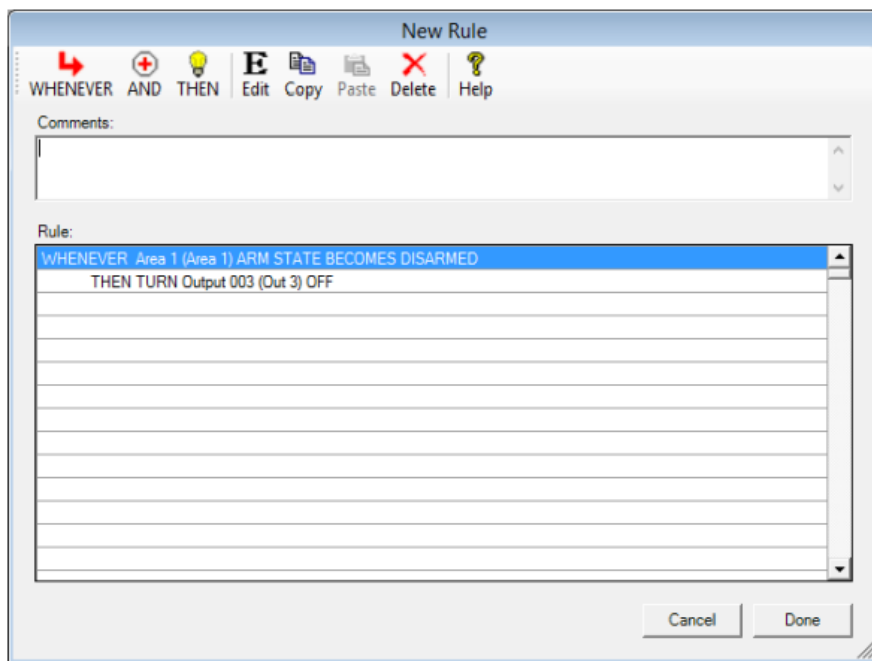 New Rule
WHENEVER AND THEN Edit Copy Paste Delete Help
Comments:
Rule:
WHENEVER Area 1 (Area 1) ARM STATE BECOMES DISARMED
THEN TURN Output 003 (Out 3) OFF
Cancel Done